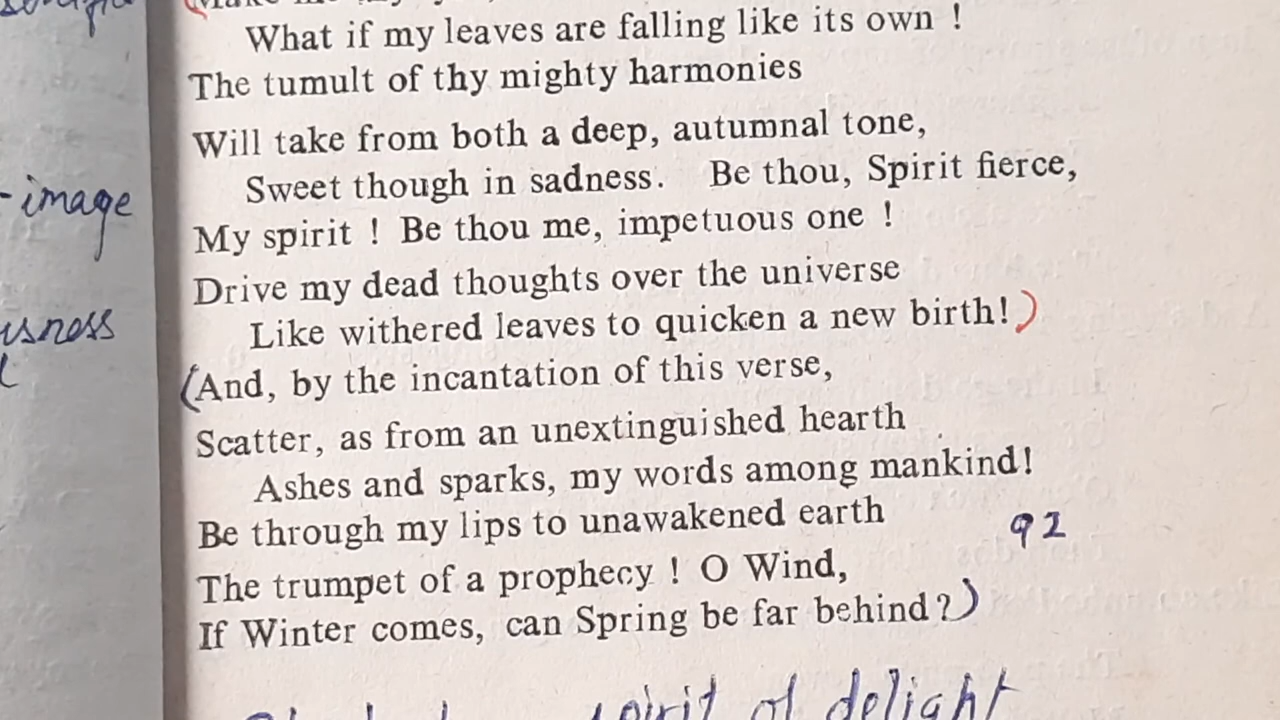 What if my leaves are falling like its own !
The tumult of thy mighty harmonies
Will take from both a deep, autumnal tone,
Sweet though in sadness. Be thou, Spirit fierce,
-image
My spirit ! Be thou me, impetuous one !
Drive my dead thoughts over the universe
Like withered leaves to quicken a new birth!)
usness
(And, by the incantation of this verse,
Scatter, as from an unextinguished hearth
Ashes and sparks, my words among mankind!
Be through my lips to unawakened earth
92
The trumpet of a prophecy ! O Wind,
If Winter comes, can Spring be far behind?)
spirit of delight